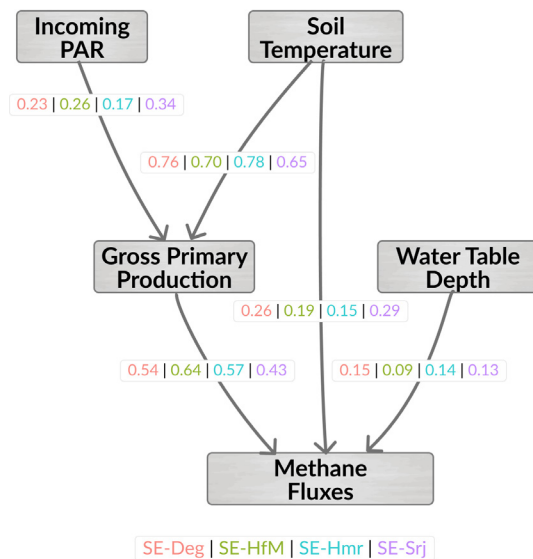 Incoming
PAR
Soil
Temperature
0.23 | 0.26 | 0.17 | 0.34
0.76 | 0.70 | 0.78 | 0.65
Gross Primary
Production
Water Table
Depth
0.26 | 0.19 | 0.15 | 0.29
0.54 | 0.64 | 0.57 | 0.43
0.15 | 0.09 | 0.14 | 0.13
Methane
Fluxes
SE-Deg | SE-HfM | SE-Hmr | SE-Srj